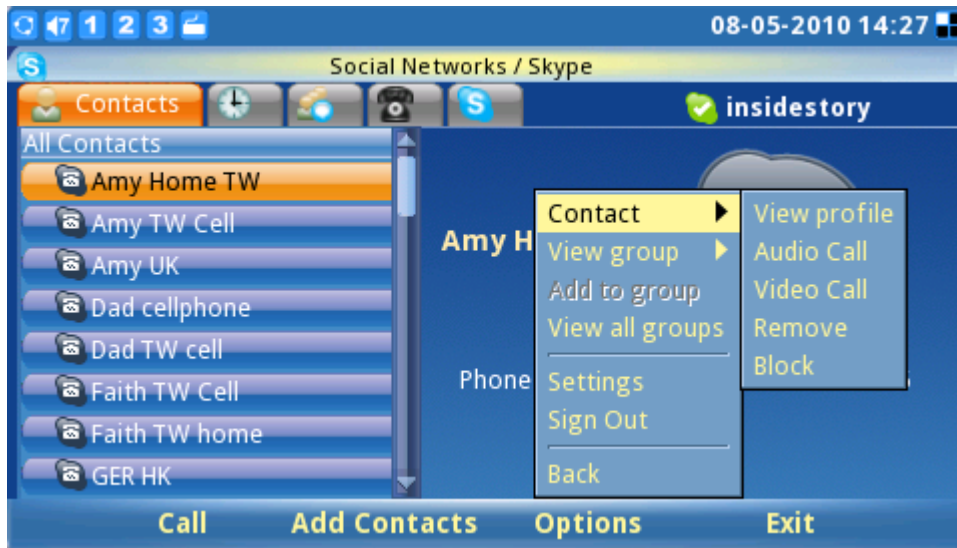 7 1 2 3 08-05-2010 14:27
S Social Networks / Skype
Contacts S insidestory
All Contacts
Amy Home TW
Amy TW Cell
Amy UK
Dad cellphone
Dad TW cell
Faith TW Cell
Faith TW home
GER HK
Amy H
Phone
Contact
View group
Add to group
View all groups
Settings
Sign Out
Back
View profile
Audio Call
Video Call
Remove
Block
Call Add Contacts Options Exit